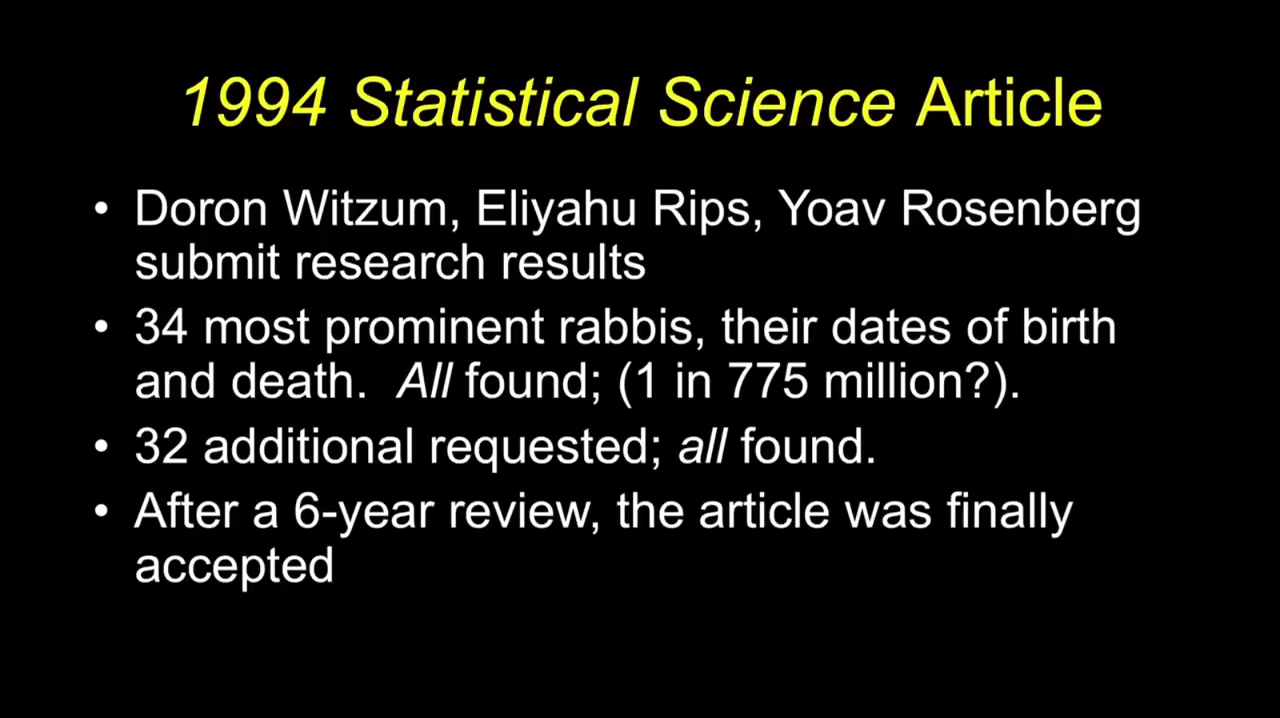 1994 Statistical Science Article
• Doron Witzum, Eliyahu Rips, Yoav Rosenberg
submit research results
• 34 most prominent rabbis, their dates of birth
and death. All found; (1 in 775 million?).
• 32 additional requested; all found.
• After a 6-year review, the article was finally
accepted